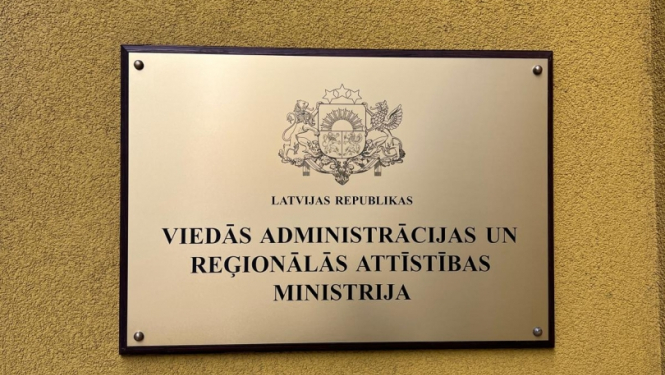 LATVIJAS REPUBLIKAS
VIEDĀS ADMINISTRĀCIJAS UN
REĢIONĀLĀS ATTĪSTĪBAS
MINISTRIJA